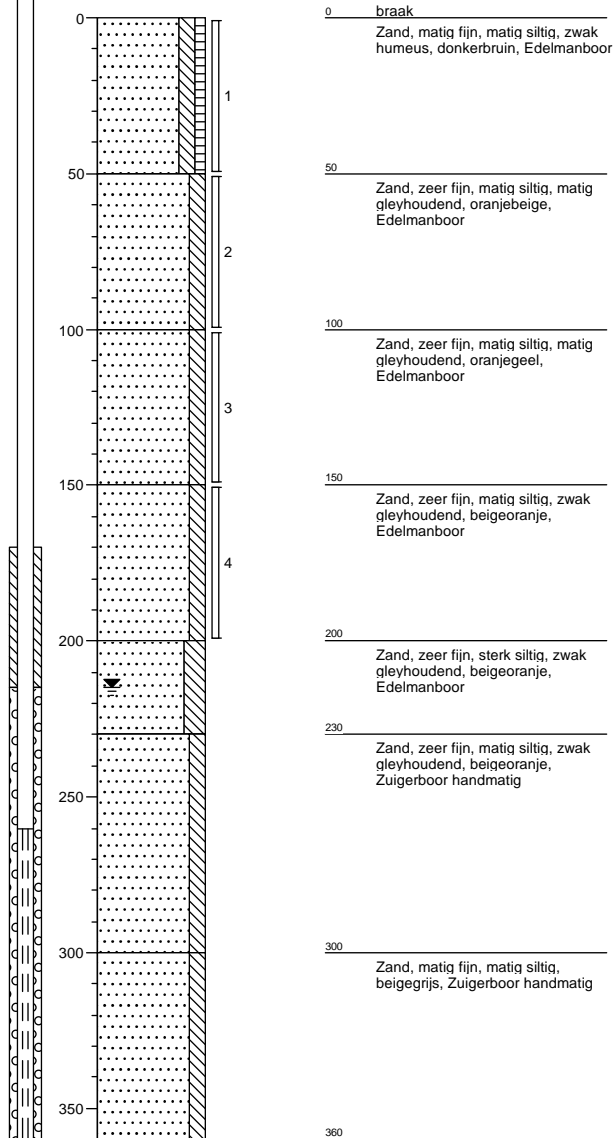 0
50
100
150
200
250
300
350
1
2
3
4
0
braak
Zand, matig fijn, matig siltig, zwak
humeus, donkerbruin, Edelmanboor
50
Zand, zeer fijn, matig siltig, matig
gleyhoudend, oranjebeige,
Edelmanboor
100
Zand, zeer fijn, matig siltig, matig
gleyhoudend, oranjegeel,
Edelmanboor
150
Zand, zeer fijn, matig siltig, zwak
gleyhoudend, beigeoranje,
Edelmanboor
200
Zand, zeer fijn, sterk siltig, zwak
gleyhoudend, beigeoranje,
Edelmanboor
230
Zand, zeer fijn, matig siltig, zwak
gleyhoudend, beigeoranje,
Zuigerboor handmatig
300
Zand, matig fijn, matig siltig,
beigegrijs, Zuigerboor handmatig
360